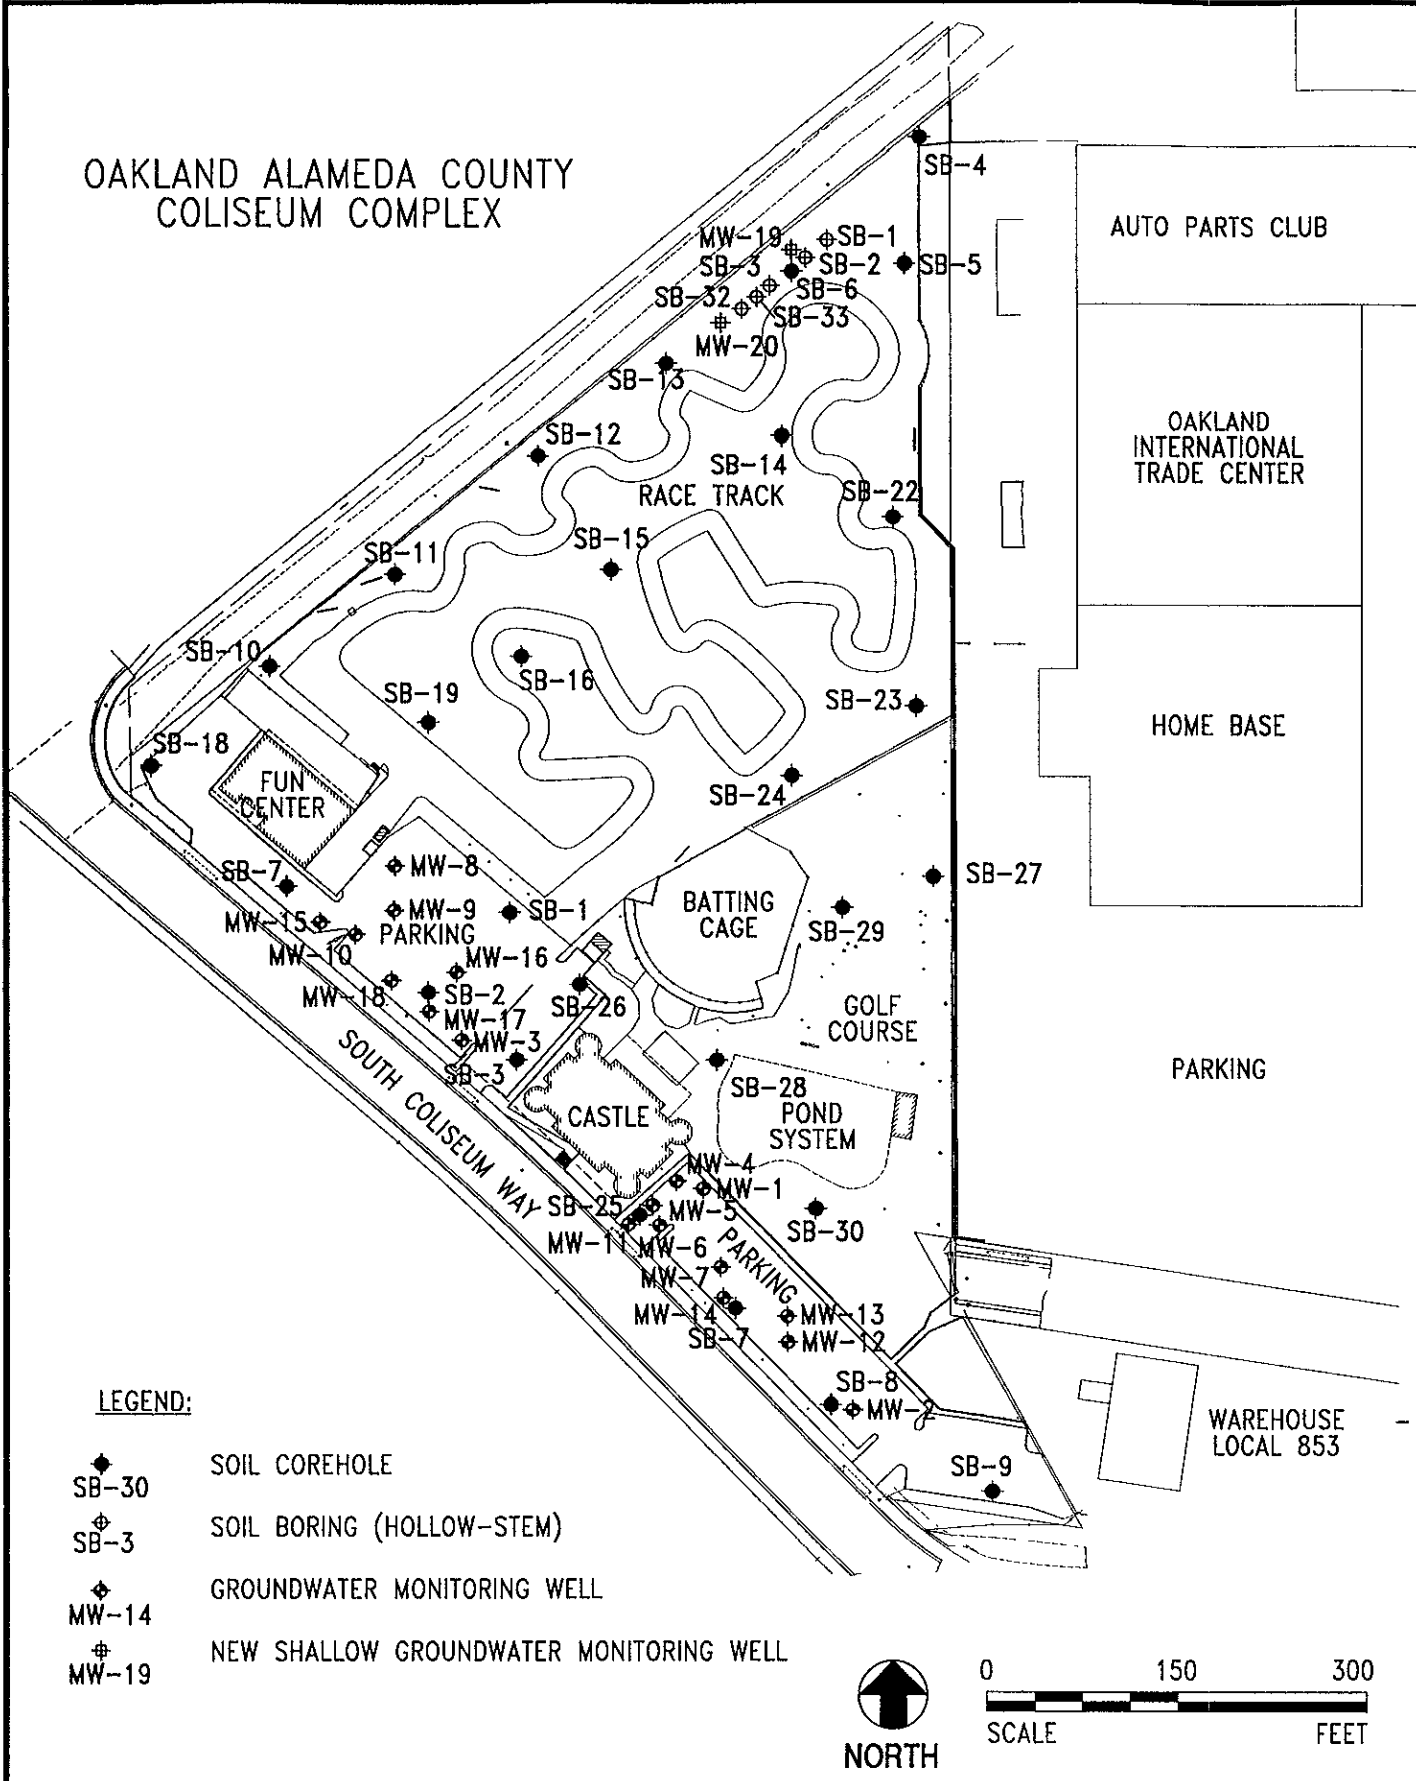 OAKLAND ALAMEDA COUNTY
COLISEUM COMPLEX
SB-4
AUTO PARTS CLUB
MW-19
SB-1
SB-3
SB-2
SB-5
SB-6
SB-32
SB-33
MW-20
SB-13
SB-12
OAKLAND
INTERNATIONAL
TRADE CENTER
SB-14
RACE TRACK
SB-22
SB-15
SB-11
SB-10
SB-16
SB-19
SB-23
HOME BASE
SB-18
FUN
CENTER
SB-24
SB-7
MW-8
SB-27
MW-9
SB-1
BATTING
CAGE
SB-29
MW-15
PARKING
MW-10
MW-16
MW-18
SB-2
SB-26
GOLF
COURSE
MW-17
MW-3
SB-3
SOUTH COLISEUM WAY
PARKING
SB-28
CASTLE
POND
SYSTEM
MW-4
MW-1
SB-25
MW-5
SB-30
MW-11
MW-6
PARKING
MW-7
MW-14
MW-13
SB-7
MW-12
SB-8
MW-2
WAREHOUSE
LOCAL 853
SB-9
LEGEND:
SB-30
SOIL COREHOLE
SB-3
SOIL BORING (HOLLOW-STEM)
MW-14
GROUNDWATER MONITORING WELL
MW-19
NEW SHALLOW GROUNDWATER MONITORING WELL
0 150 300
SCALE FEET
NORTH